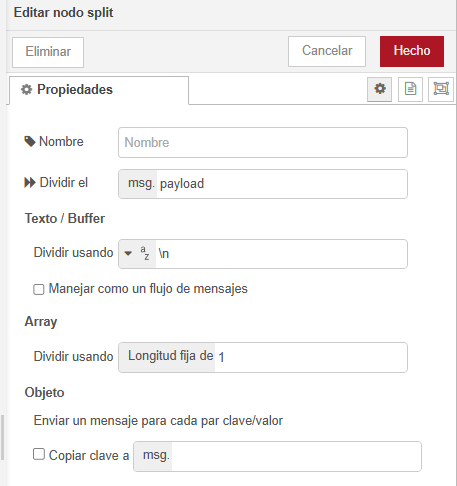 Editar nodo split
Eliminar
Cancelar
Hecho
Propiedades
Nombre
Nombre
Dividir el
msg. payload
Texto / Buffer
Dividir usando
a
z
\n
Manejar como un flujo de mensajes
Array
Dividir usando
Longitud fija de 1
Objeto
Enviar un mensaje para cada par clave/valor
Copiar clave a
msg.